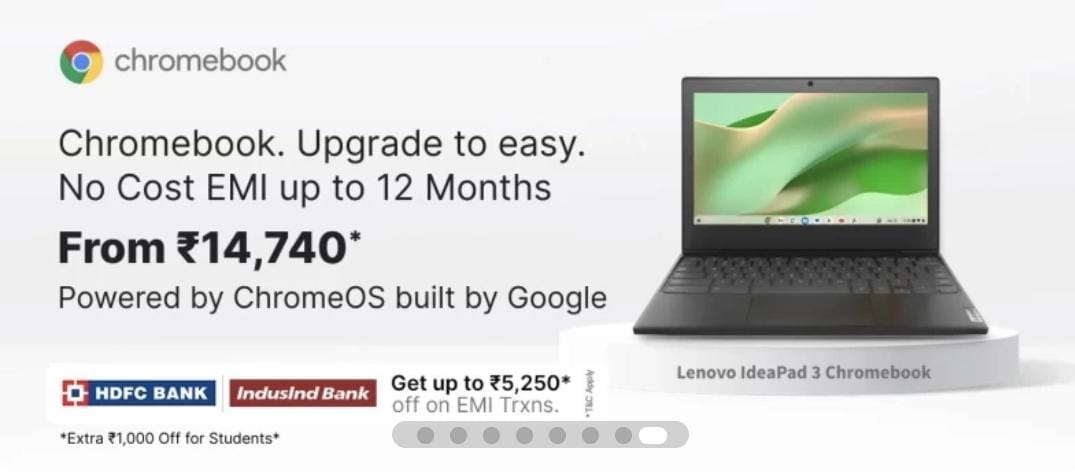 chromebook
Chromebook. Upgrade to easy.
No Cost EMI up to 12 Months
From ₹14,740*
Powered by ChromeOS built by Google
HDFC BANK
IndusInd Bank
Get up to ₹5,250*
off on EMI Trxns.
*T&C Apply
*Extra ₹1,000 Off for Students*
Lenovo IdeaPad 3 Chromebook